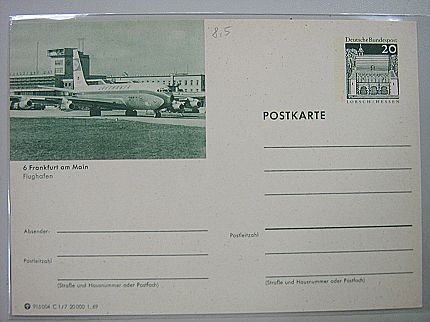 8,5
Deutsche Bundespost
20
LORSCH/HESSEN
LUFTHANSA
POSTKARTE
6 Frankfurt am Main
Flughafen
Absender:
Postleitzahl
Postleitzahl
(Straße und Hausnummer oder Postfach)
(Straße und Hausnummer oder Postfach)